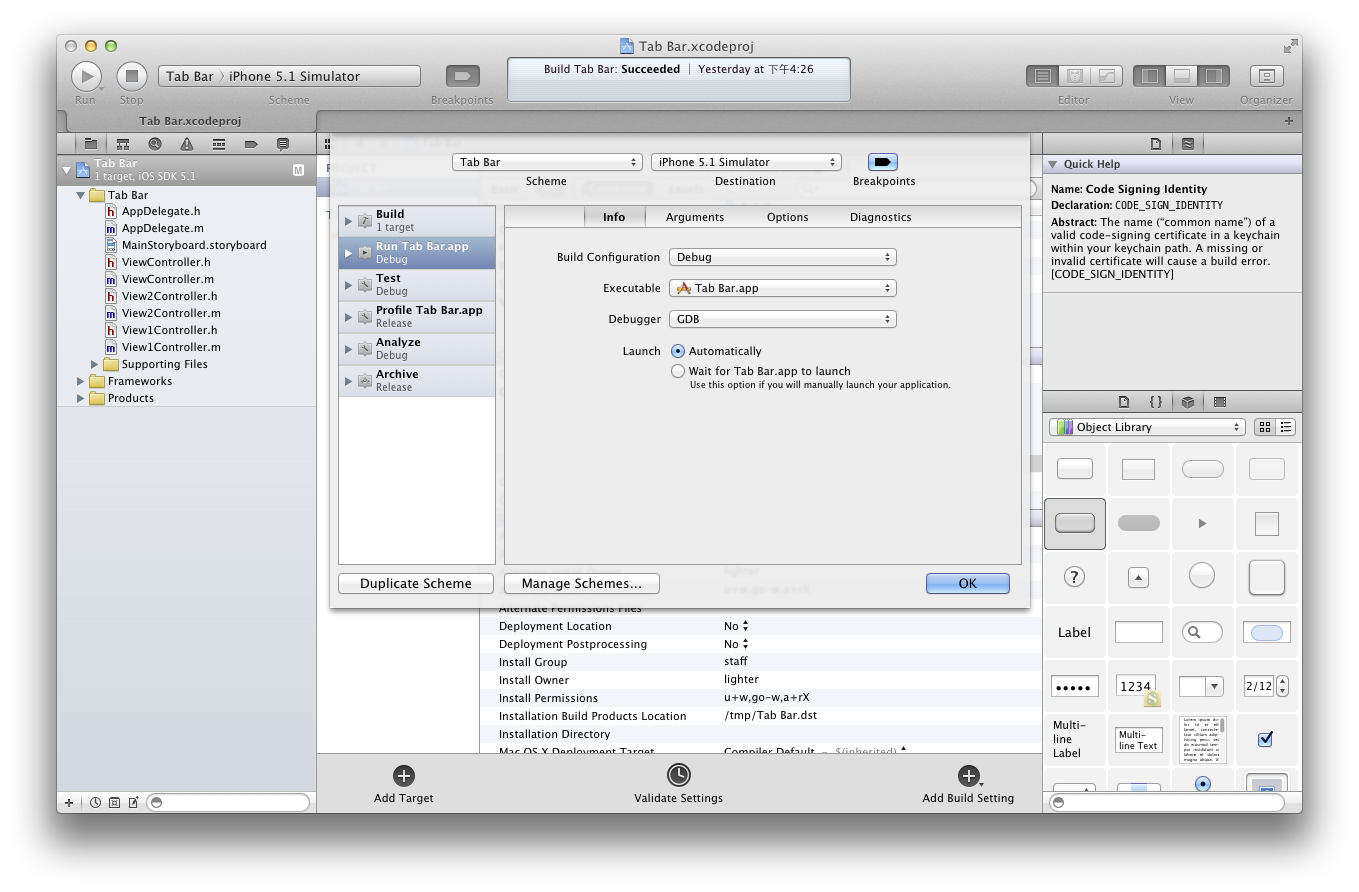 Tab Bar.xcodeproj
Tab Bar 〉iPhone 5.1 Simulator
Build Tab Bar: Succeeded | Yesterday at 下午4:26
Run
Stop
Scheme
Breakpoints
Editor
View
Organizer
Tab Bar.xcodeproj
Tab Bar
1 target, iOS SDK 5.1
M
Tab Bar
h AppDelegate.h
m AppDelegate.m
MainStoryboard.storyboard
h ViewController.h
m ViewController.m
h View2Controller.h
m View2Controller.m
h View1Controller.h
m View1Controller.m
Supporting Files
Frameworks
Products
Tab Bar
iPhone 5.1 Simulator
Scheme
Destination
Breakpoints
Build
1 target
Run Tab Bar.app
Debug
Test
Debug
Profile Tab Bar.app
Release
Analyze
Debug
Archive
Release
Info
Arguments
Options
Diagnostics
Build Configuration
Debug
Executable
Tab Bar.app
Debugger
GDB
Launch
Automatically
Wait for Tab Bar.app to launch
Use this option if you will manually launch your application.
Duplicate Scheme
Manage Schemes...
OK
Alternate Permissions Files
Deployment Location No
Deployment Postprocessing No
Install Group staff
Install Owner lighter
Install Permissions u+w,go-w,a+rX
Installation Build Products Location /tmp/Tab Bar.dst
Installation Directory
Mac OS X Deployment Target Compiler Default - $(inherited)
Add Target
Validate Settings
Add Build Setting
Quick Help
Name: Code Signing Identity
Declaration: CODE_SIGN_IDENTITY
Abstract: The name (“common name”) of a
valid code-signing certificate in a keychain
within your keychain path. A missing or
invalid certificate will cause a build error.
[CODE_SIGN_IDENTITY]
{ }
Object Library
?
Label
1234
2/12
Multi-
line
Label
Multi-
line Text